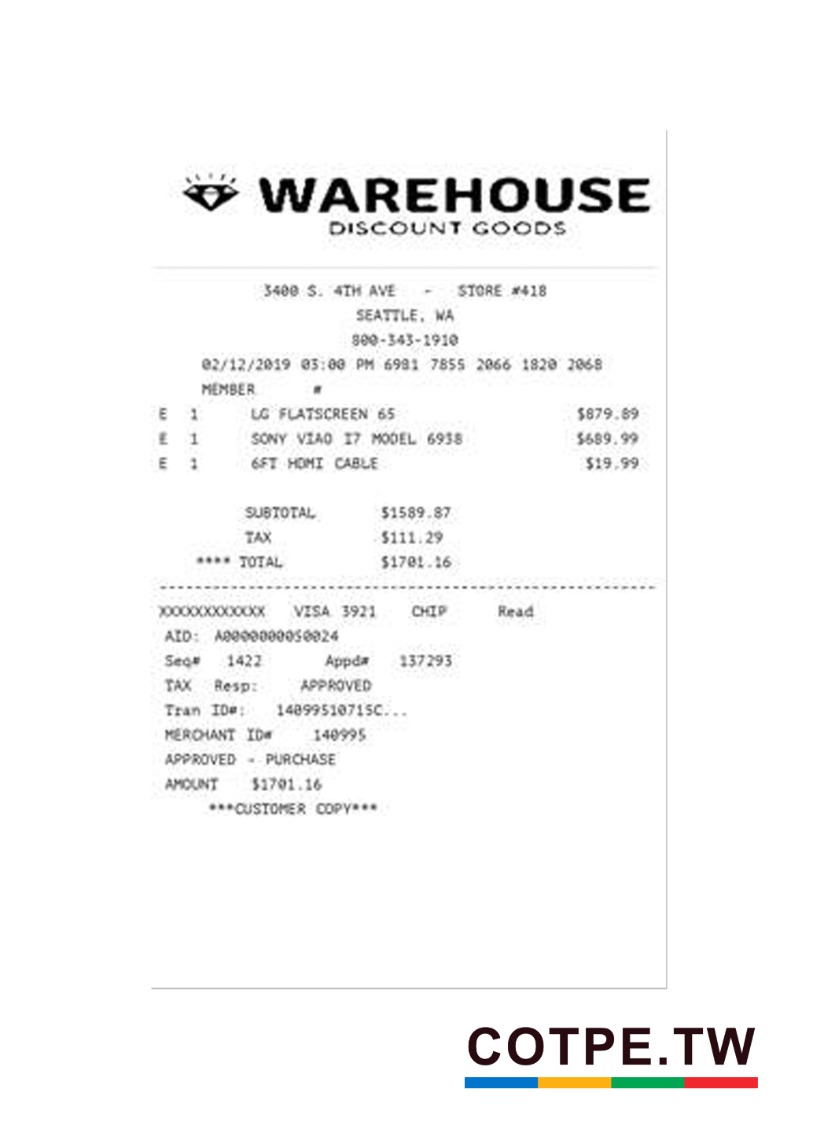 WAREHOUSE
DISCOUNT GOODS
3400 S. 4TH AVE - STORE #418
SEATTLE, WA
800-343-1910
02/12/2019 03:00 PM 6981 7855 2066 1820 2068
MEMBER #
E 1 LG FLATSCREEN 65 $879.89
E 1 SONY VIAO I7 MODEL 6938 $689.99
E 1 6FT HDMI CABLE $19.99
SUBTOTAL $1589.87
TAX $111.29
**** TOTAL $1701.16
XXXXXXXXXXXX VISA 3921 CHIP Read
AID: A0000000050024
Seq# 1422 Appd# 137293
TAX Resp: APPROVED
Tran ID#: 14099510715C...
MERCHANT ID# 140995
APPROVED - PURCHASE
AMOUNT $1701.16
***CUSTOMER COPY***
COTPE.TW